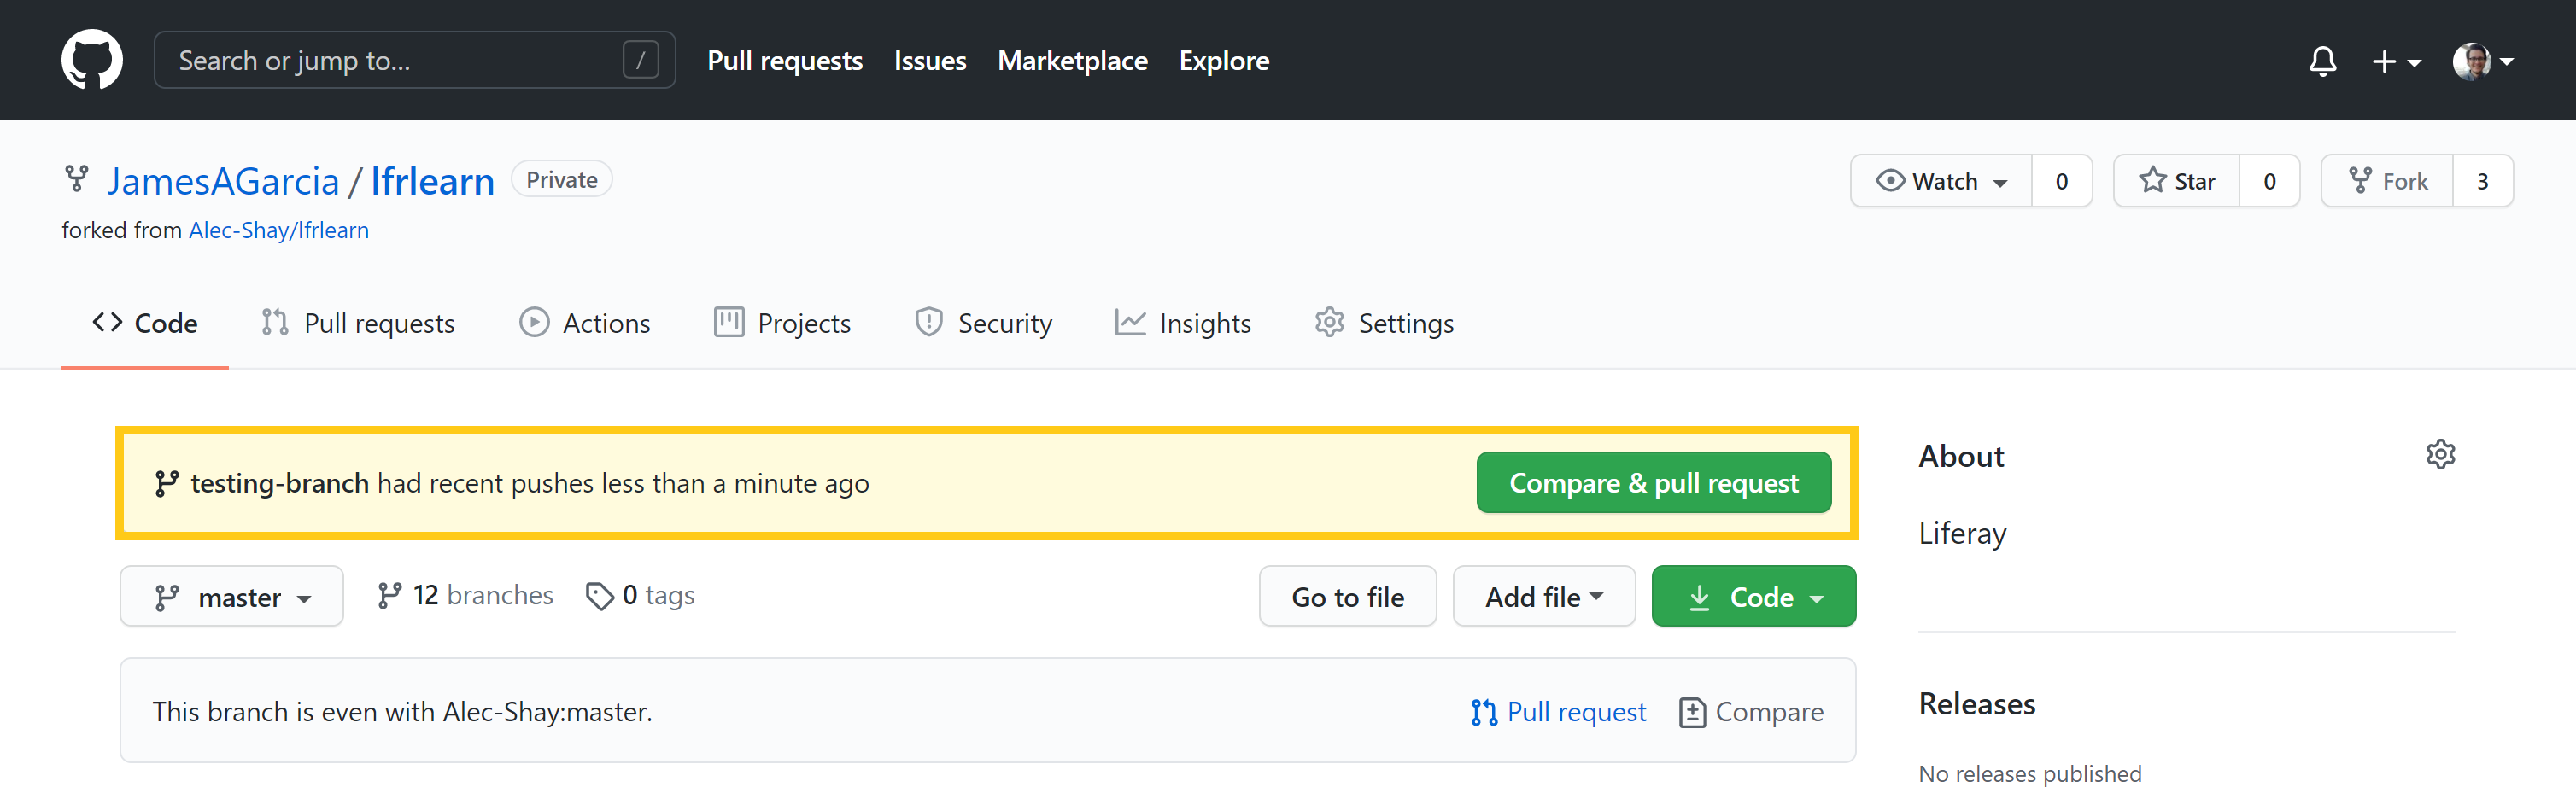 Search or jump to... /
Pull requests Issues Marketplace Explore
JamesAGarcia / lfrlearn Private
Watch 0 Star 0 Fork 3
forked from Alec-Shay/lfrlearn
Code Pull requests Actions Projects Security Insights Settings
testing-branch had recent pushes less than a minute ago
Compare & pull request
master 12 branches 0 tags
Go to file Add file Code
This branch is even with Alec-Shay:master.
Pull request Compare
About
Liferay
Releases
No releases published